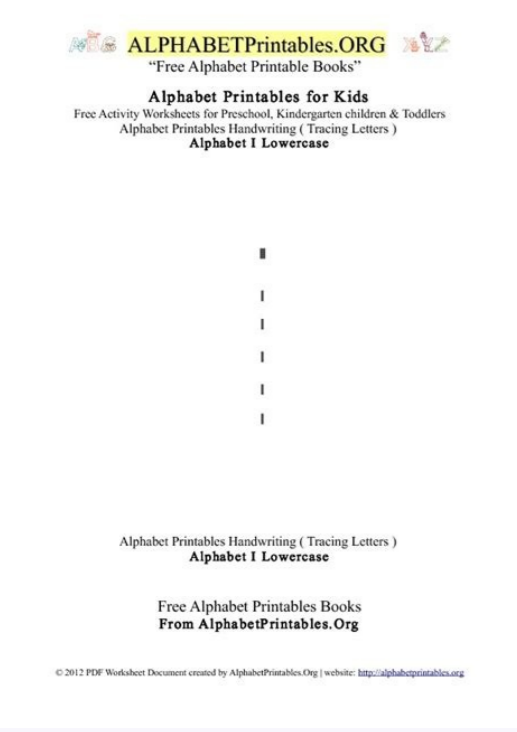 ABC ALPHABETPrintables.ORG XYZ
“Free Alphabet Printable Books”
Alphabet Printables for Kids
Free Activity Worksheets for Preschool, Kindergarten children & Toddlers
Alphabet Printables Handwriting ( Tracing Letters )
Alphabet I Lowercase
i
Alphabet Printables Handwriting ( Tracing Letters )
Alphabet I Lowercase
Free Alphabet Printables Books
From AlphabetPrintables.Org
© 2012 PDF Worksheet Document created by AlphabetPrintables.Org | website: http://alphabetprintables.org